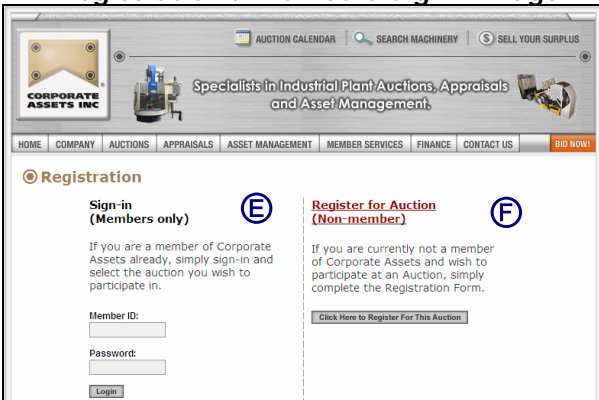 AUCTION CALENDAR SEARCH MACHINERY $ SELL YOUR SURPLUS
CORPORATE
ASSETS INC
Specialists in Industrial Plant Auctions, Appraisals
and Asset Management.
HOME COMPANY AUCTIONS APPRAISALS ASSET MANAGEMENT MEMBER SERVICES FINANCE CONTACT US BID NOW!
Registration
Sign-in
(Members only)
E
If you are a member of Corporate
Assets already, simply sign-in and
select the auction you wish to
participate in.
Member ID:
Password:
Login
Register for Auction
(Non-member)
F
If you are currently not a member
of Corporate Assets and wish to
participate at an Auction, simply
complete the Registration Form.
Click Here to Register For This Auction